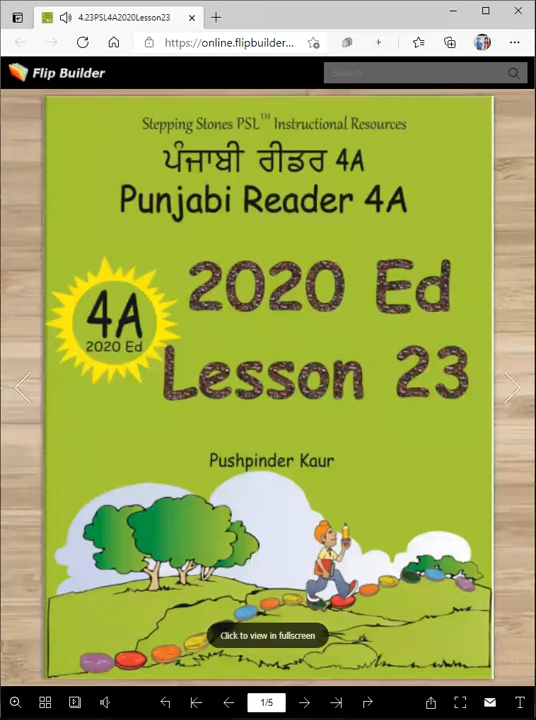 4.23PSL4A2020Lesson23
https://online.flipbuilder...
Flip Builder
Search
Stepping Stones PSL™ Instructional Resources
ਪੰਜਾਬੀ ਰੀਡਰ 4A
Punjabi Reader 4A
2020 Ed
4A
2020 Ed
Lesson 23
Pushpinder Kaur
Click to view in fullscreen
1/5